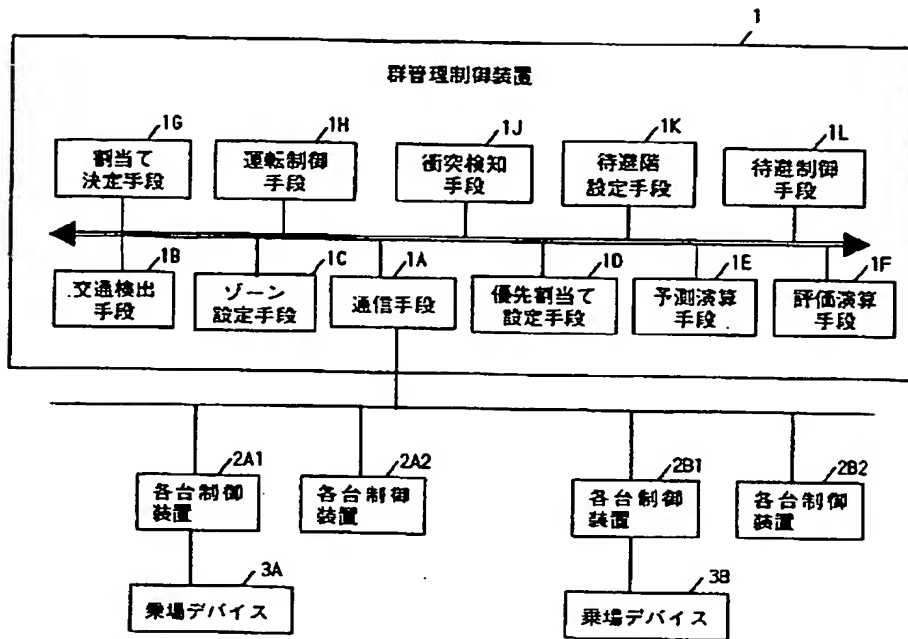 1
群管理制御装置
1G
1H
1J
1K
1L
割当て
決定手段
運転制御
手段
衝突検知
手段
待避階
設定手段
待避制御
手段
1B
1C
1A
1D
1E
1F
交通検出
手段
ゾーン
設定手段
通信手段
優先割当て
設定手段
予測演算
手段
評価演算
手段
2A1
2A2
2B1
2B2
各台制御
装置
各台制御
装置
各台制御
装置
各台制御
装置
3A
3B
乗場デバイス
乗場デバイス